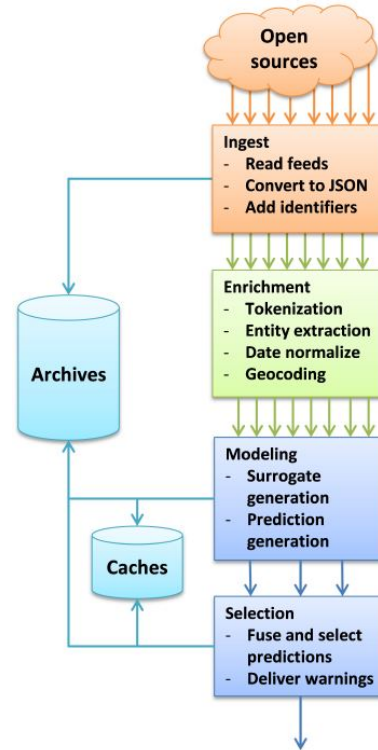 Open
sources
Ingest
- Read feeds
- Convert to JSON
- Add identifiers
Enrichment
- Tokenization
- Entity extraction
- Date normalize
- Geocoding
Archives
Modeling
- Surrogate
generation
- Prediction
generation
Caches
Selection
- Fuse and select
predictions
- Deliver warnings